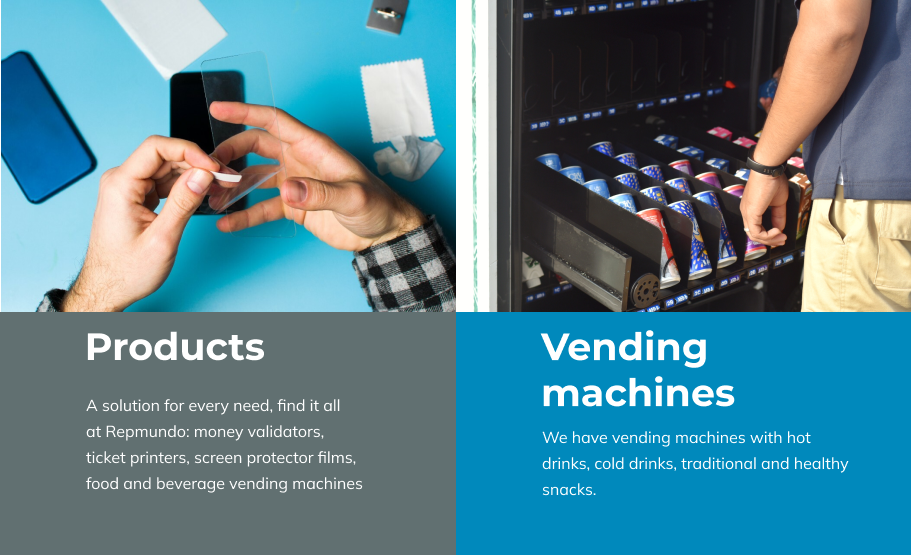 Products
A solution for every need, find it all
at Repmundo: money validators,
ticket printers, screen protector films,
food and beverage vending machines
Vending
machines
We have vending machines with hot
drinks, cold drinks, traditional and healthy
snacks.